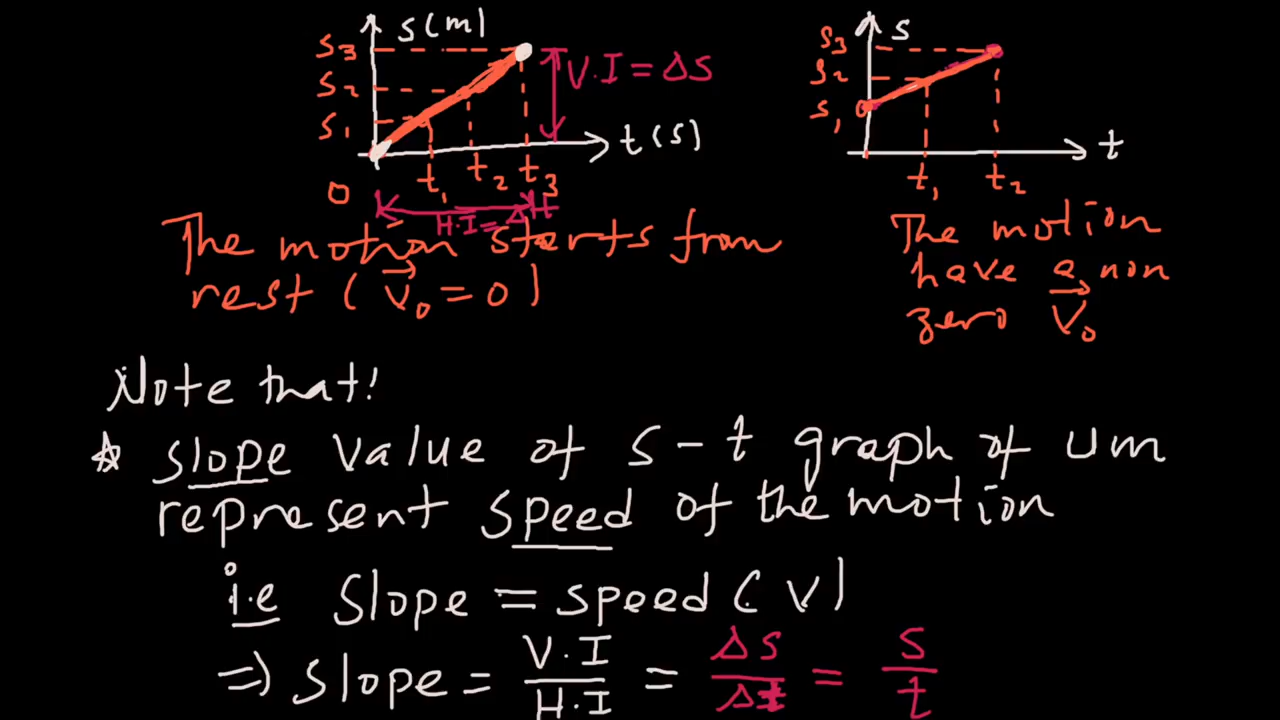 s(m)
s3
s2
s1
V.I = Δs
t(s)
0
t1
t2
t3
H.I = Δt
The motion starts from
rest (v⃗0 = 0)
s
s3
s2
s1
t
t1
t2
The motion
have a non
zero v⃗0
Note that!
☆ slope value of s-t graph of um
represent speed of the motion
i.e slope = speed (v)
⇒ slope = V.I / H.I = Δs / Δt = s / t